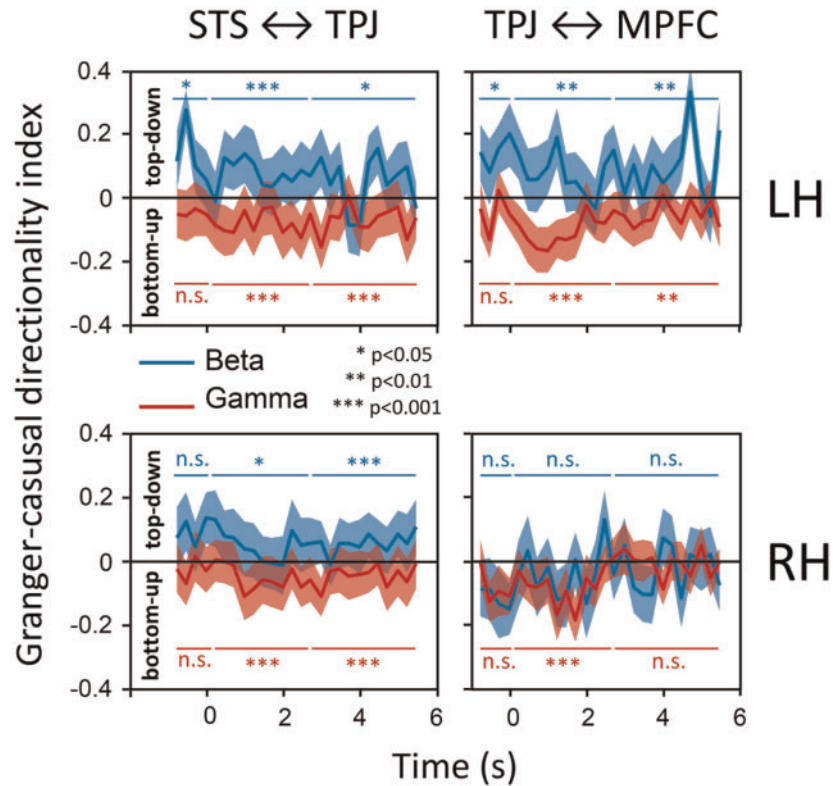 STS ↔ TPJ
TPJ ↔ MPFC
Granger-casusal directionality index
0.4
0.2
0
-0.2
-0.4
top-down
bottom-up
* *** *
n.s. *** ***
* ** **
n.s. *** **
LH
Beta
Gamma
* p<0.05
** p<0.01
*** p<0.001
0.4
0.2
0
-0.2
-0.4
top-down
bottom-up
n.s. * ***
n.s. *** ***
n.s. n.s. n.s.
n.s. *** n.s.
RH
0 2 4 6
0 2 4 6
Time (s)